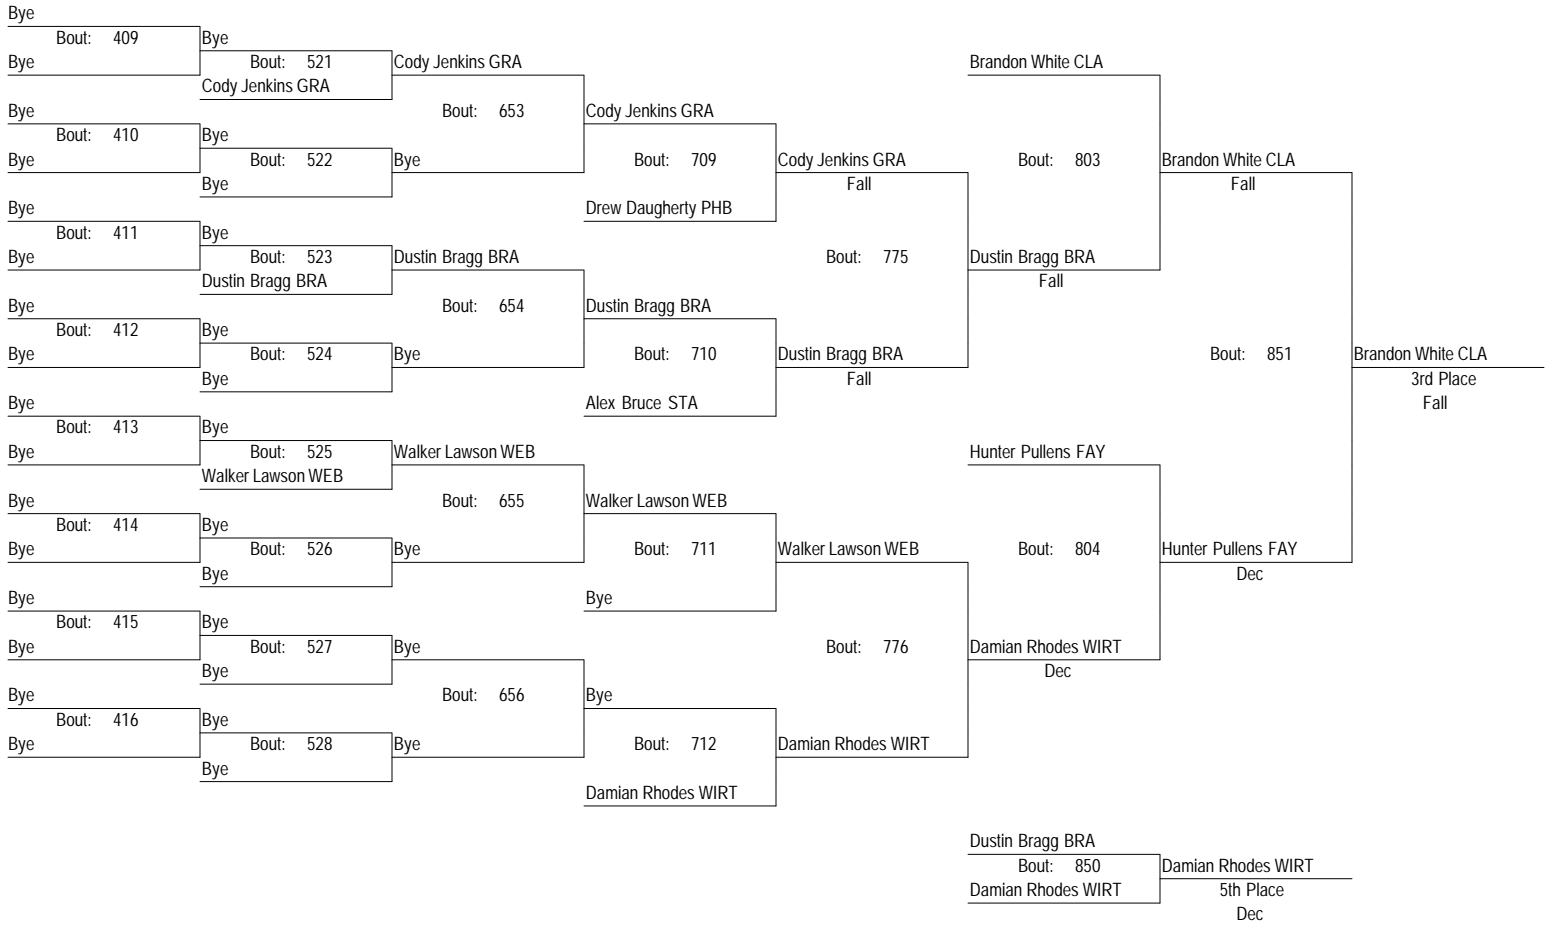 Bye
Bout: 409
Bye
Bye
Bout: 521
Cody Jenkins GRA
Cody Jenkins GRA
Brandon White CLA
Bye
Bout: 653
Cody Jenkins GRA
Bout: 410
Bye
Bye
Bout: 522
Bye
Bye
Bout: 709
Cody Jenkins GRA
Fall
Bout: 803
Brandon White CLA
Fall
Bye
Drew Daugherty PHB
Bout: 411
Bye
Bye
Bout: 523
Dustin Bragg BRA
Dustin Bragg BRA
Bout: 775
Dustin Bragg BRA
Fall
Bye
Bout: 654
Dustin Bragg BRA
Bout: 412
Bye
Bye
Bout: 524
Bye
Bye
Bout: 710
Dustin Bragg BRA
Fall
Bout: 851
Brandon White CLA
3rd Place
Fall
Bye
Alex Bruce STA
Bout: 413
Bye
Bye
Bout: 525
Walker Lawson WEB
Walker Lawson WEB
Hunter Pullens FAY
Bye
Bout: 655
Walker Lawson WEB
Bout: 414
Bye
Bye
Bout: 526
Bye
Bye
Bout: 711
Walker Lawson WEB
Bout: 804
Hunter Pullens FAY
Dec
Bye
Bye
Bout: 415
Bye
Bye
Bout: 527
Bye
Bye
Bout: 776
Damian Rhodes WIRT
Dec
Bye
Bout: 656
Bye
Bout: 416
Bye
Bye
Bout: 528
Bye
Bye
Bout: 712
Damian Rhodes WIRT
Damian Rhodes WIRT
Dustin Bragg BRA
Bout: 850
Damian Rhodes WIRT
Damian Rhodes WIRT
5th Place
Dec